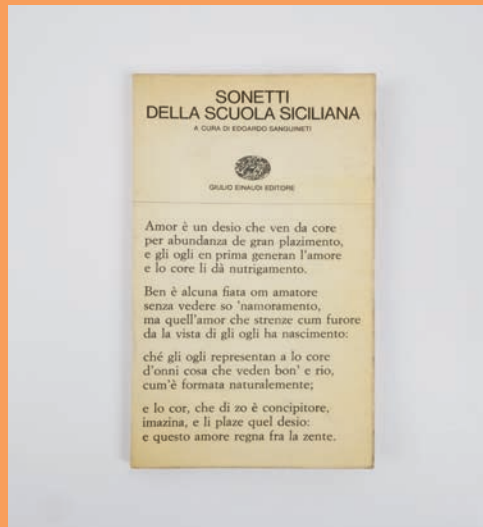 SONETTI
DELLA SCUOLA SICILIANA
A CURA DI EDOARDO SANGUINETI
GIULIO EINAUDI EDITORE
Amor è un desio che ven da core
per abundanza de gran plazimento,
e gli ogli en prima generan l'amore
e lo core li dà nutrigamento.
Ben è alcuna fiata om amatore
senza vedere so 'namoramento,
ma quell'amor che strenze cum furore
da la vista di gli ogli ha nascimento:
ché gli ogli representan a lo core
d'onni cosa che veden bon' e rio,
cum'è formata naturalmente;
e lo cor, che di zo è concipitore,
imazina, e li plaze quel desio:
e questo amore regna fra la zente.